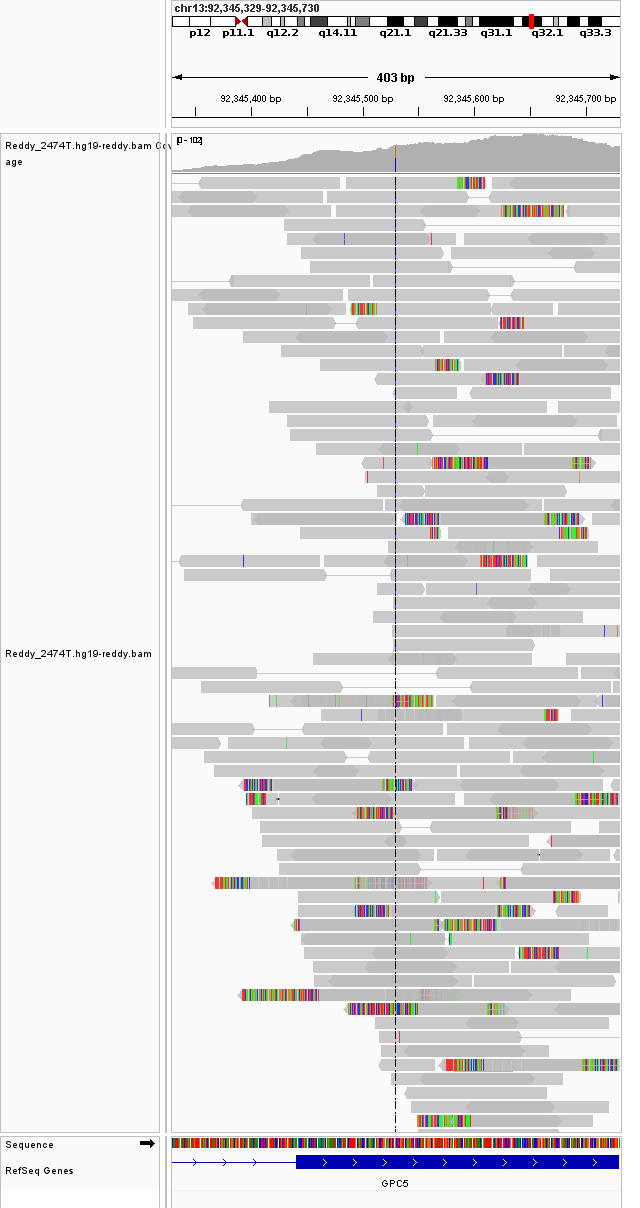 chr13:92,345,329-92,345,730
p12 p11.1 q12.2 q14.11 q21.1 q21.33 q31.1 q32.1 q33.3
403 bp
92,345,400 bp 92,345,500 bp 92,345,600 bp 92,345,700 bp
[0 - 102]
Reddy_2474T.hg19-reddy.bam Cov
age
Reddy_2474T.hg19-reddy.bam
Sequence
RefSeq Genes
GPC5